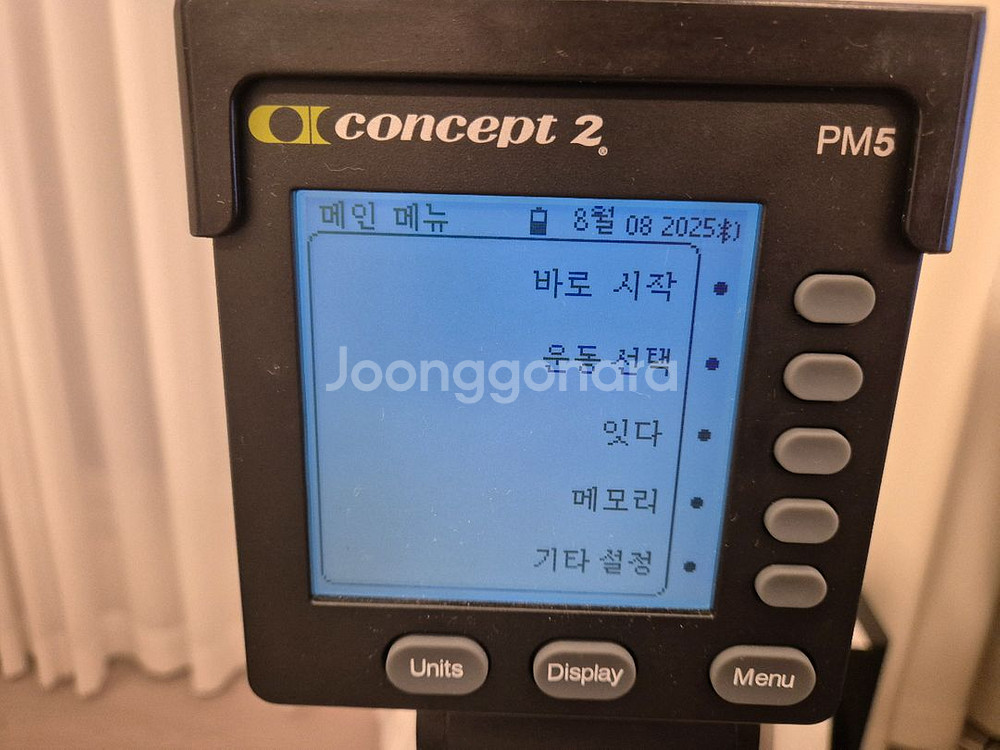 concept 2®
PM5
메인 메뉴 8월 08 2025
바로 시작
운동 선택
Joonggonara
잇다
메모리
기타 설정
Units Display Menu